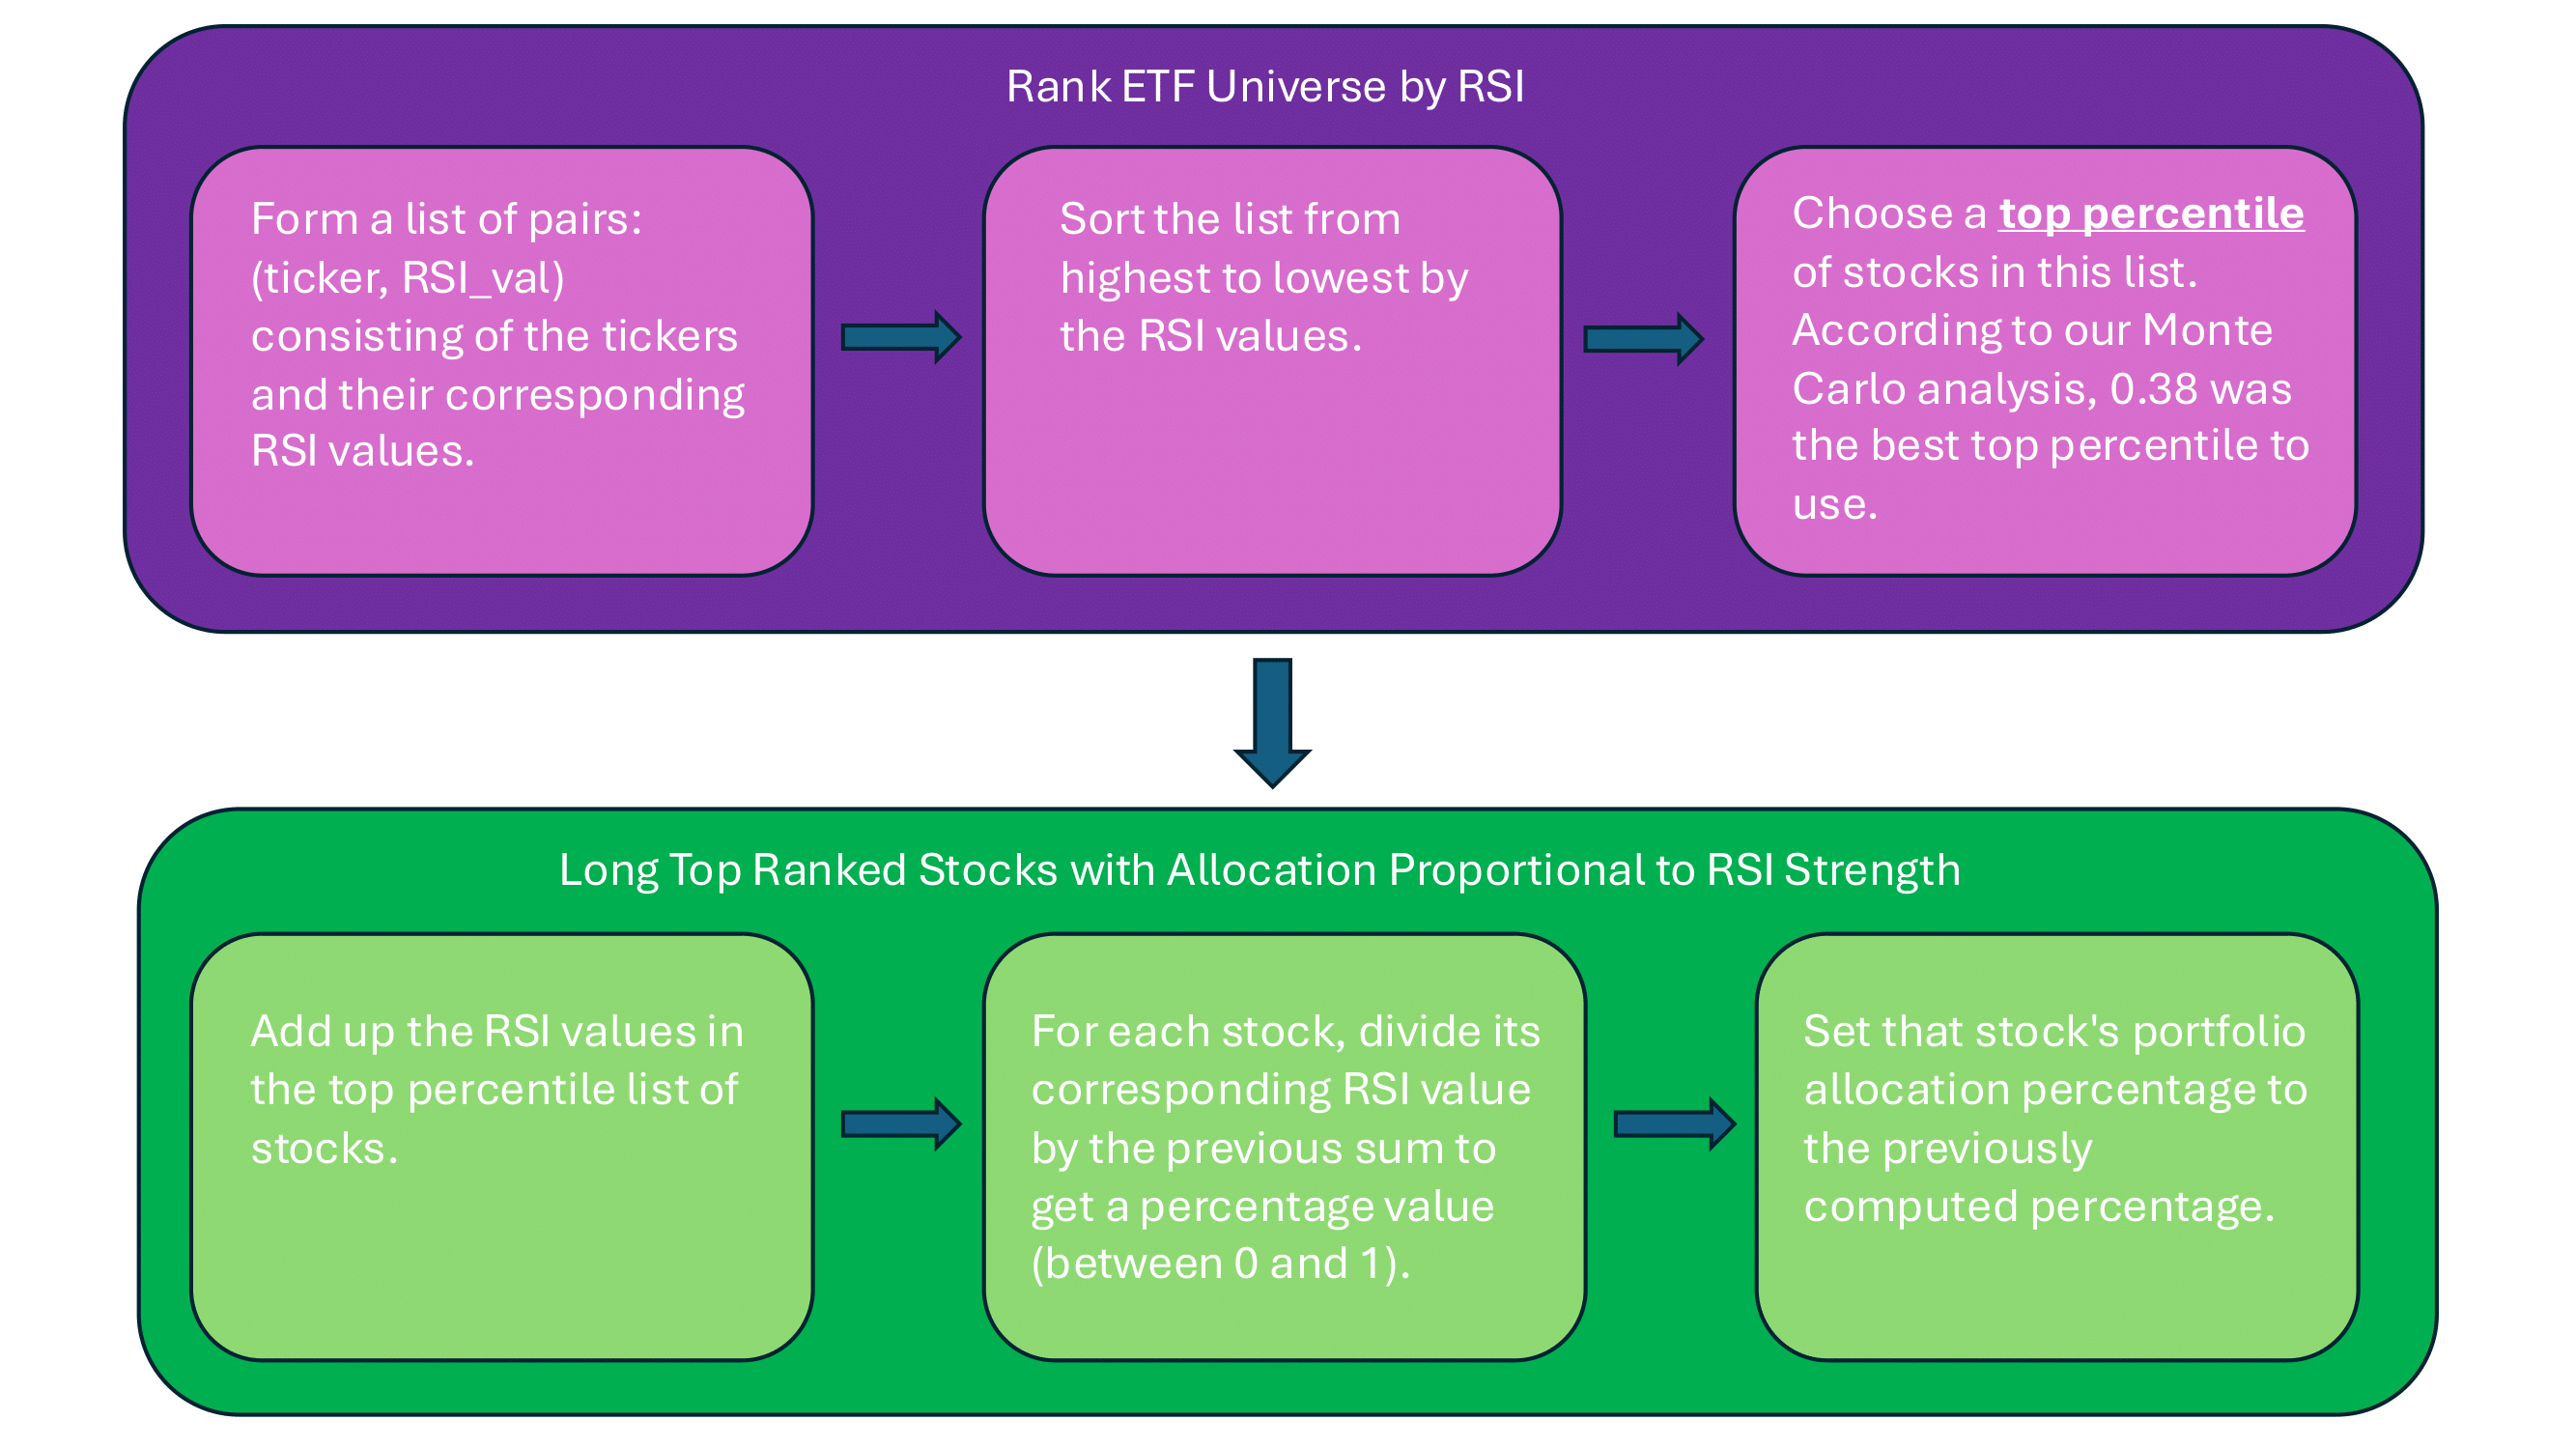 Rank ETF Universe by RSI
Form a list of pairs:
(ticker, RSI_val)
consisting of the tickers
and their corresponding
RSI values.
Sort the list from
highest to lowest by
the RSI values.
Choose a top percentile
of stocks in this list.
According to our Monte
Carlo analysis, 0.38 was
the best top percentile to
use.
Long Top Ranked Stocks with Allocation Proportional to RSI Strength
Add up the RSI values in
the top percentile list of
stocks.
For each stock, divide its
corresponding RSI value
by the previous sum to
get a percentage value
(between 0 and 1).
Set that stock's portfolio
allocation percentage to
the previously
computed percentage.